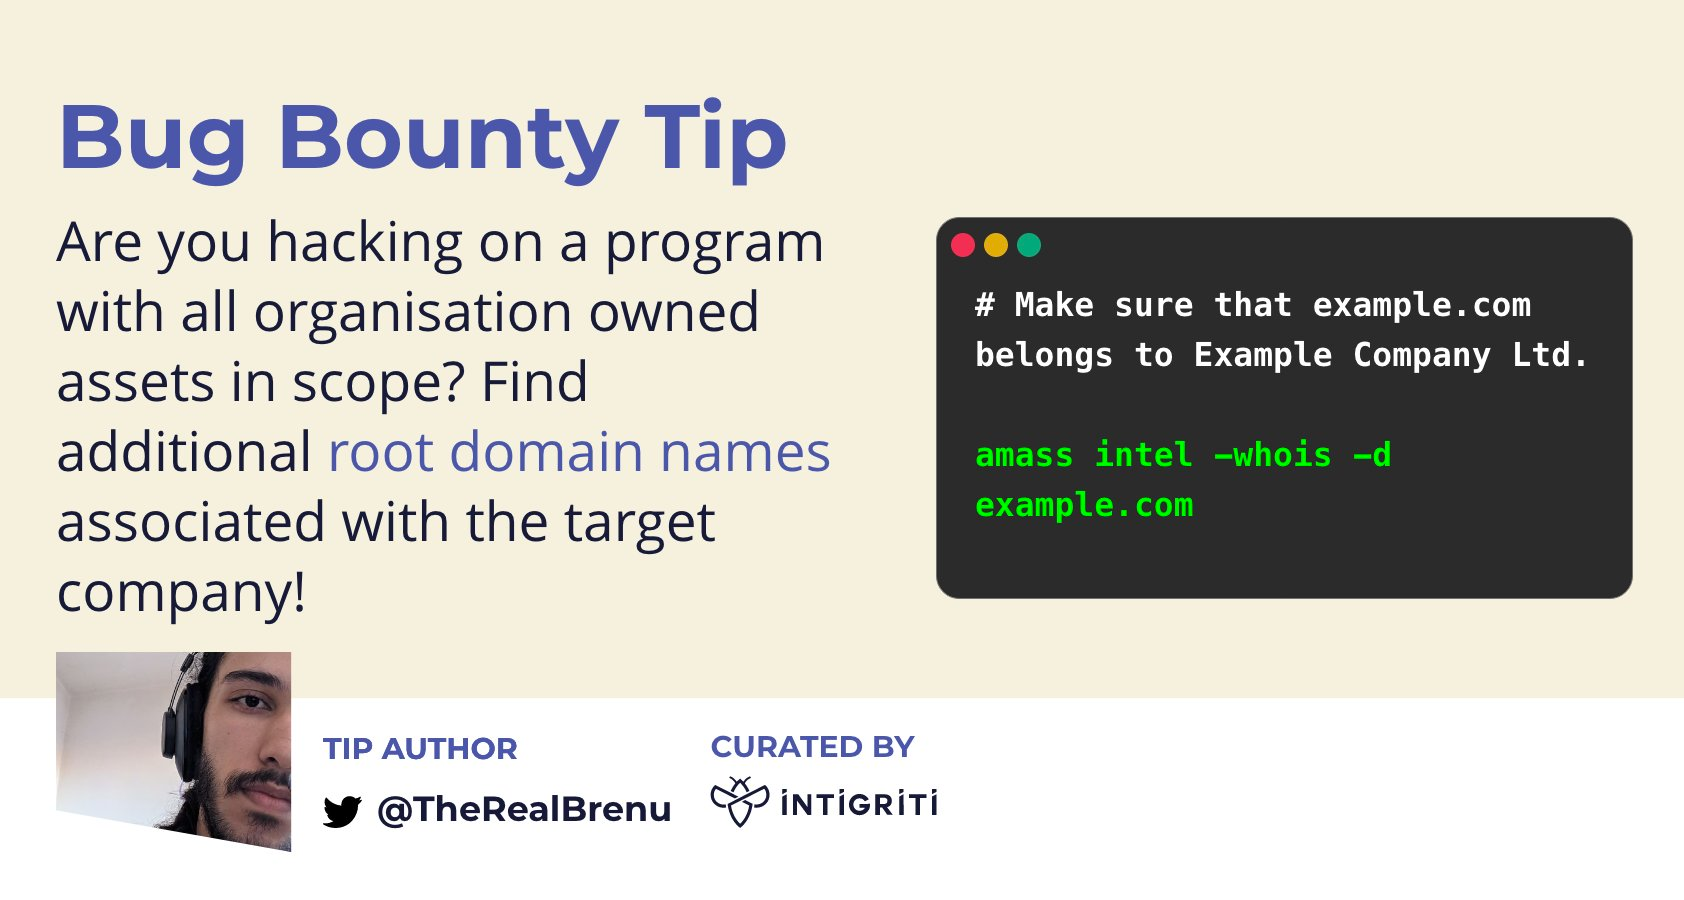 Bug Bounty Tip
Are you hacking on a program
with all organisation owned
assets in scope? Find
additional root domain names
associated with the target
company!
# Make sure that example.com
belongs to Example Company Ltd.
amass intel –whois –d
example.com
TIP AUTHOR
@TheRealBrenu
CURATED BY
INTIGRITI